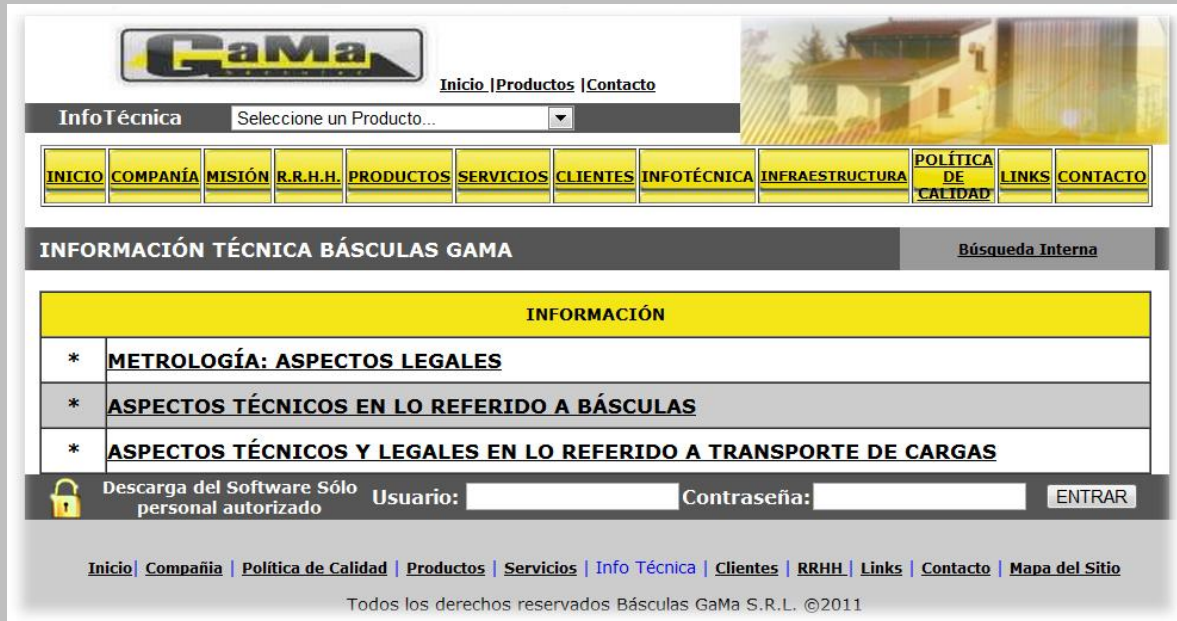 GaMa
Inicio |Productos |Contacto
InfoTécnica Seleccione un Producto...
INICIO COMPAÑÍA MISIÓN R.R.H.H. PRODUCTOS SERVICIOS CLIENTES INFOTÉCNICA INFRAESTRUCTURA POLÍTICA DE CALIDAD LINKS CONTACTO
INFORMACIÓN TÉCNICA BÁSCULAS GAMA Búsqueda Interna
INFORMACIÓN
* METROLOGÍA: ASPECTOS LEGALES
* ASPECTOS TÉCNICOS EN LO REFERIDO A BÁSCULAS
* ASPECTOS TÉCNICOS Y LEGALES EN LO REFERIDO A TRANSPORTE DE CARGAS
Descarga del Software Sólo
personal autorizado
Usuario: Contraseña: ENTRAR
Inicio| Compañia | Política de Calidad | Productos | Servicios | Info Técnica | Clientes | RRHH | Links | Contacto | Mapa del Sitio
Todos los derechos reservados Básculas GaMa S.R.L. ©2011